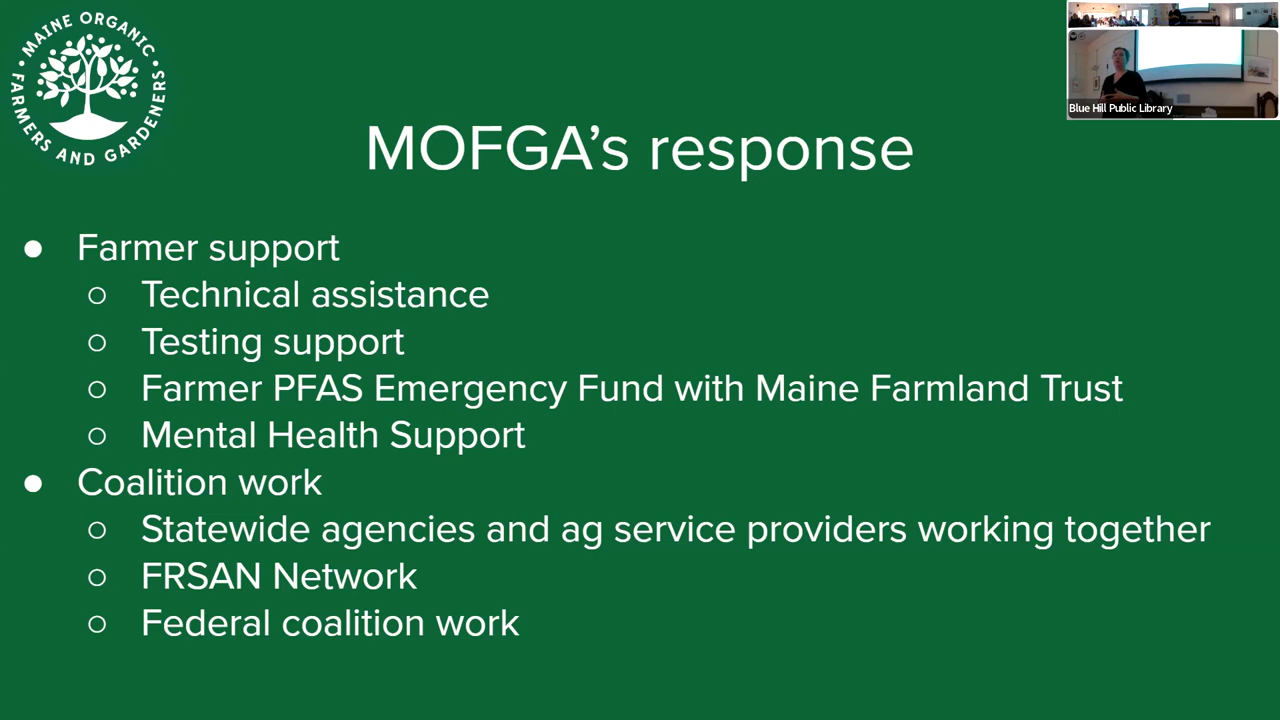 MAINE ORGANIC
FARMERS AND GARDENERS
Blue Hill Public Library
MOFGA's response
● Farmer support
○ Technical assistance
○ Testing support
○ Farmer PFAS Emergency Fund with Maine Farmland Trust
○ Mental Health Support
● Coalition work
○ Statewide agencies and ag service providers working together
○ FRSAN Network
○ Federal coalition work